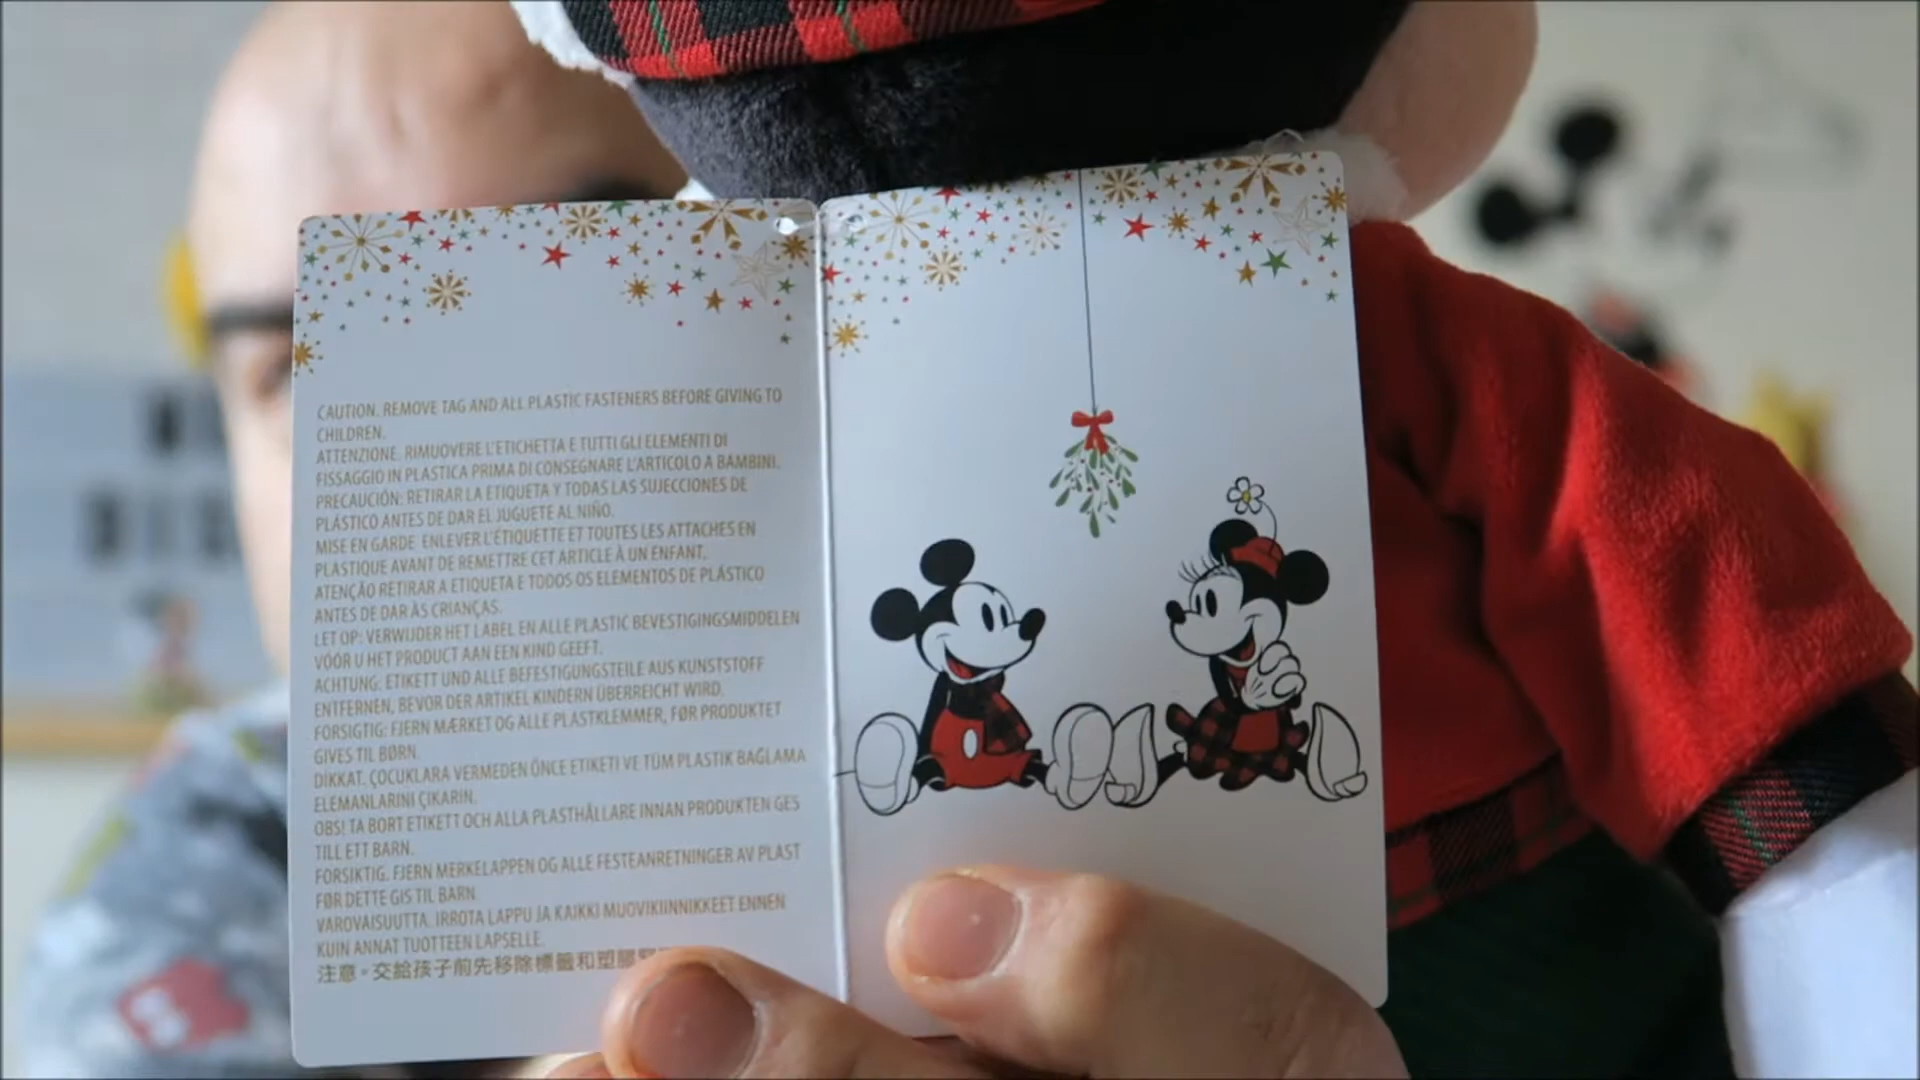 CAUTION. REMOVE TAG AND ALL PLASTIC FASTENERS BEFORE GIVING TO
CHILDREN.
ATTENZIONE. RIMUOVERE L'ETICHETTA E TUTTI GLI ELEMENTI DI
FISSAGGIO IN PLASTICA PRIMA DI CONSEGNARE L'ARTICOLO A BAMBINI.
PRECAUCIÓN: RETIRAR LA ETIQUETA Y TODAS LAS SUJECCIONES DE
PLÁSTICO ANTES DE DAR EL JUGUETE AL NIÑO.
MISE EN GARDE ENLEVER L'ÉTIQUETTE ET TOUTES LES ATTACHES EN
PLASTIQUE AVANT DE REMETTRE CET ARTICLE À UN ENFANT.
ATENÇÃO RETIRAR A ETIQUETA E TODOS OS ELEMENTOS DE PLÁSTICO
ANTES DE DAR ÀS CRIANÇAS.
LET OP: VERWIJDER HET LABEL EN ALLE PLASTIC BEVESTIGINGSMIDDELEN
VÓÓR U HET PRODUCT AAN EEN KIND GEEFT.
ACHTUNG: ETIKETT UND ALLE BEFESTIGUNGSTEILE AUS KUNSTSTOFF
ENTFERNEN, BEVOR DER ARTIKEL KINDERN ÜBERREICHT WIRD.
FORSIGTIG: FJERN MÆRKET OG ALLE PLASTKLEMMER, FØR PRODUKTET
GIVES TIL BØRN.
DİKKAT. ÇOCUKLARA VERMEDEN ÖNCE ETİKETİ VE TÜM PLASTIK BAĞLAMA
ELEMANLARINI ÇIKARIN.
OBS! TA BORT ETIKETT OCH ALLA PLASTHÅLLARE INNAN PRODUKTEN GES
TILL ETT BARN.
FORSIKTIG. FJERN MERKELAPPEN OG ALLE FESTEANRETNINGER AV PLAST
FØR DETTE GIS TIL BARN.
VAROVAISUUTTA. IRROTA LAPPU JA KAIKKI MUOVIKIINNIKKEET ENNEN
KUIN ANNAT TUOTTEEN LAPSELLE.
注意。交給孩子前先移除標籤和塑膠